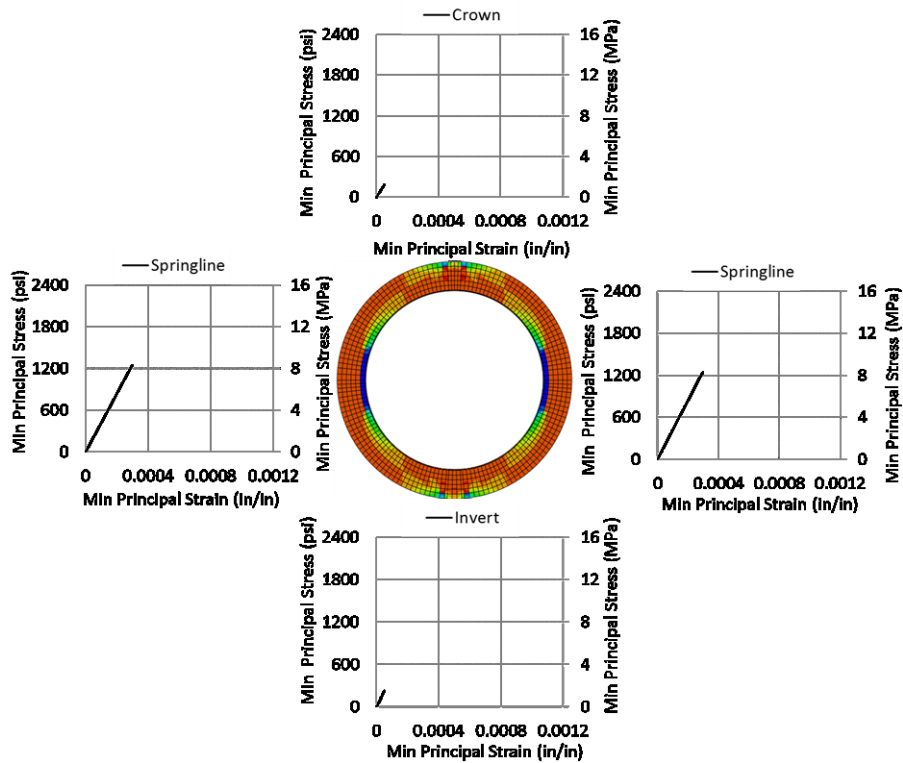 Crown
Min Principal Stress (psi)
2400
1800
1200
600
0
16
12
8
4
0
Min Principal Stress (MPa)
0 0.0004 0.0008 0.0012
Min Principal Strain (in/in)
Springline
Min Principal Stress (psi)
2400
1800
1200
600
0
16
12
8
4
0
Min Principal Stress (MPa)
0 0.0004 0.0008 0.0012
Min Principal Strain (in/in)
Springline
Min Principal Stress (psi)
2400
1800
1200
600
0
16
12
8
4
0
Min Principal Stress (MPa)
0 0.0004 0.0008 0.0012
Min Principal Strain (in/in)
Invert
Min Principal Stress (psi)
2400
1800
1200
600
0
16
12
8
4
0
Min Principal Stress (MPa)
0 0.0004 0.0008 0.0012
Min Principal Strain (in/in)